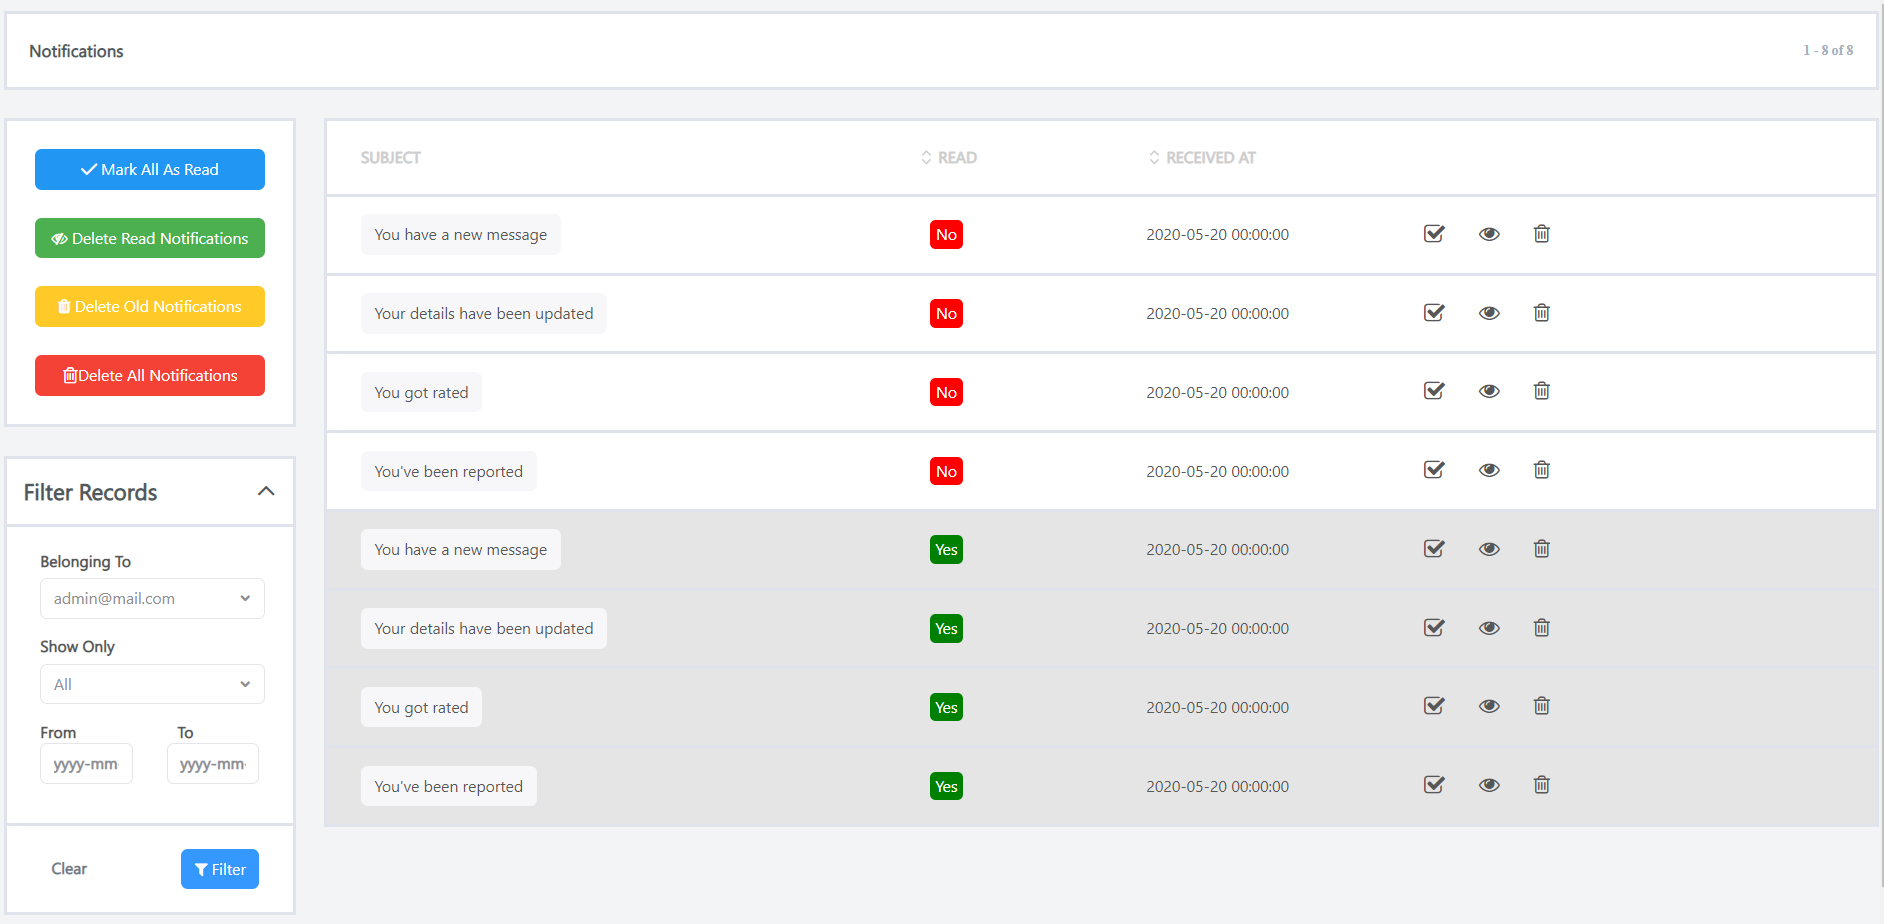 Notifications
1 - 8 of 8
Mark All As Read
Delete Read Notifications
Delete Old Notifications
Delete All Notifications
Filter Records
Belonging To
admin@mail.com
Show Only
All
From To
yyyy-mm- yyyy-mm-
Clear Filter
SUBJECT READ RECEIVED AT
You have a new message No 2020-05-20 00:00:00
Your details have been updated No 2020-05-20 00:00:00
You got rated No 2020-05-20 00:00:00
You've been reported No 2020-05-20 00:00:00
You have a new message Yes 2020-05-20 00:00:00
Your details have been updated Yes 2020-05-20 00:00:00
You got rated Yes 2020-05-20 00:00:00
You've been reported Yes 2020-05-20 00:00:00